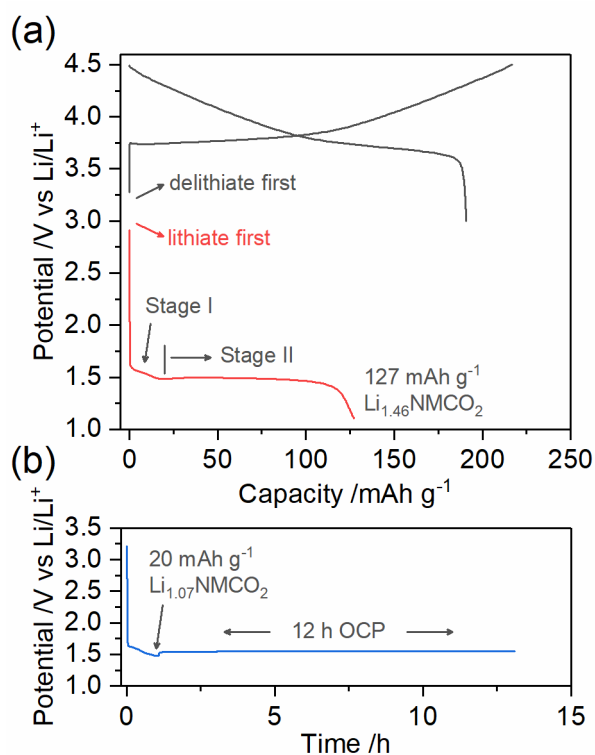 (a)
Potential /V vs Li/Li⁺
4.5
4.0
3.5
3.0
2.5
2.0
1.5
1.0
delithiate first
lithiate first
Stage I
Stage II
127 mAh g⁻¹
Li₁.₄₆NMCO₂
0 50 100 150 200 250
Capacity /mAh g⁻¹
(b)
Potential /V vs Li/Li⁺
3.5
3.0
2.5
2.0
1.5
1.0
20 mAh g⁻¹
Li₁.₀₇NMCO₂
12 h OCP
0 5 10 15
Time /h